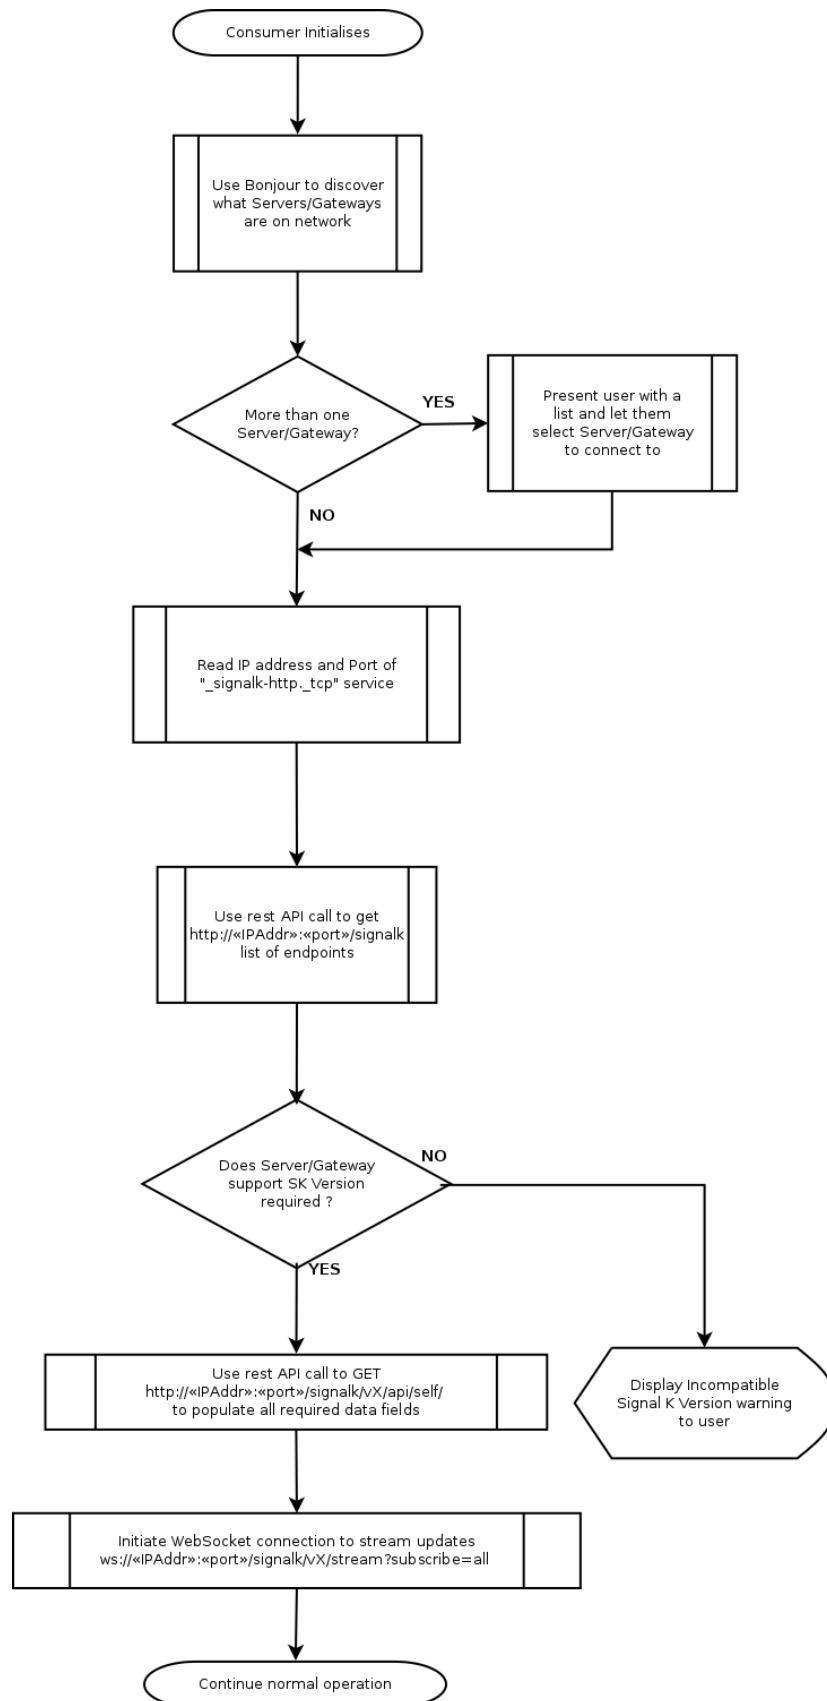 Consumer Initialises
Use Bonjour to discover
what Servers/Gateways
are on network
More than one
Server/Gateway?
YES
Present user with a
list and let them
select Server/Gateway
to connect to
NO
Read IP address and Port of
"_signalk-http._tcp" service
Use rest API call to get
http://«IPAddr»:«port»/signalk
list of endpoints
Does Server/Gateway
support SK Version
required ?
NO
YES
Use rest API call to GET
http://«IPAddr»:«port»/signalk/vX/api/self/
to populate all required data fields
Display Incompatible
Signal K Version warning
to user
Initiate WebSocket connection to stream updates
ws://«IPAddr»:«port»/signalk/vX/stream?subscribe=all
Continue normal operation